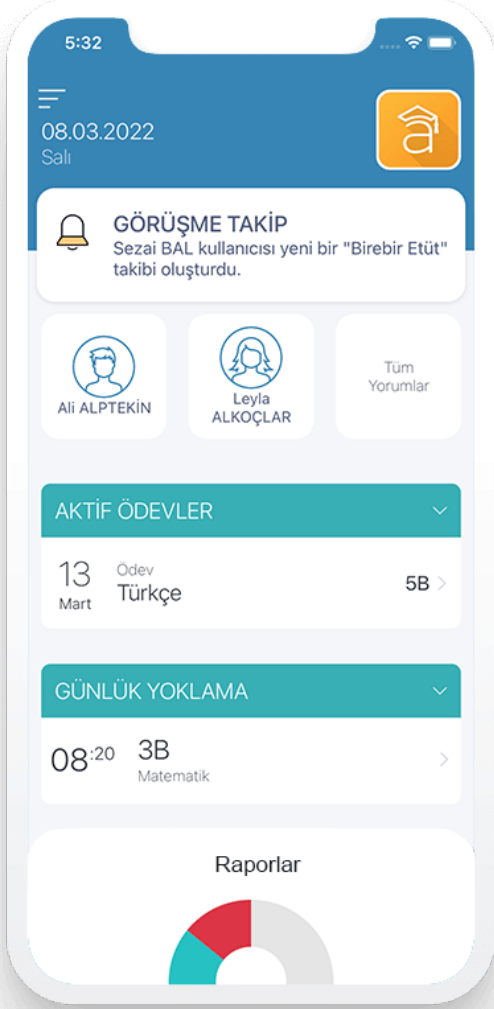 5:32
08.03.2022
Salı
a
GÖRÜŞME TAKİP
Sezai BAL kullanıcısı yeni bir "Birebir Etüt"
takibi oluşturdu.
Ali ALPTEKİN
Leyla
ALKOÇLAR
Tüm
Yorumlar
AKTİF ÖDEVLER
13
Mart
Ödev
Türkçe
5B
GÜNLÜK YOKLAMA
08:20
3B
Matematik
Raporlar